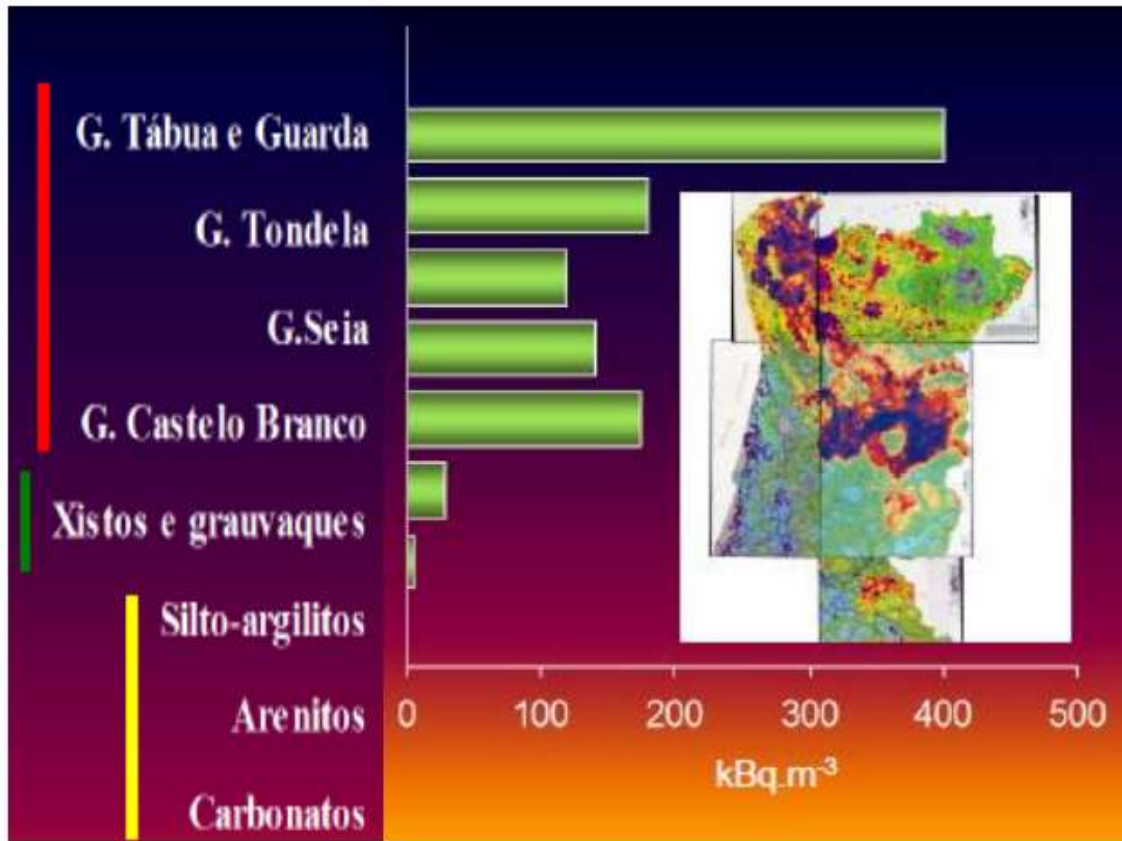 G. Tábua e Guarda
G. Tondela
G.Seia
G. Castelo Branco
Xistos e grauvaques
Silto-argilitos
Arenitos
Carbonatos
0 100 200 300 400 500
kBq.m⁻³